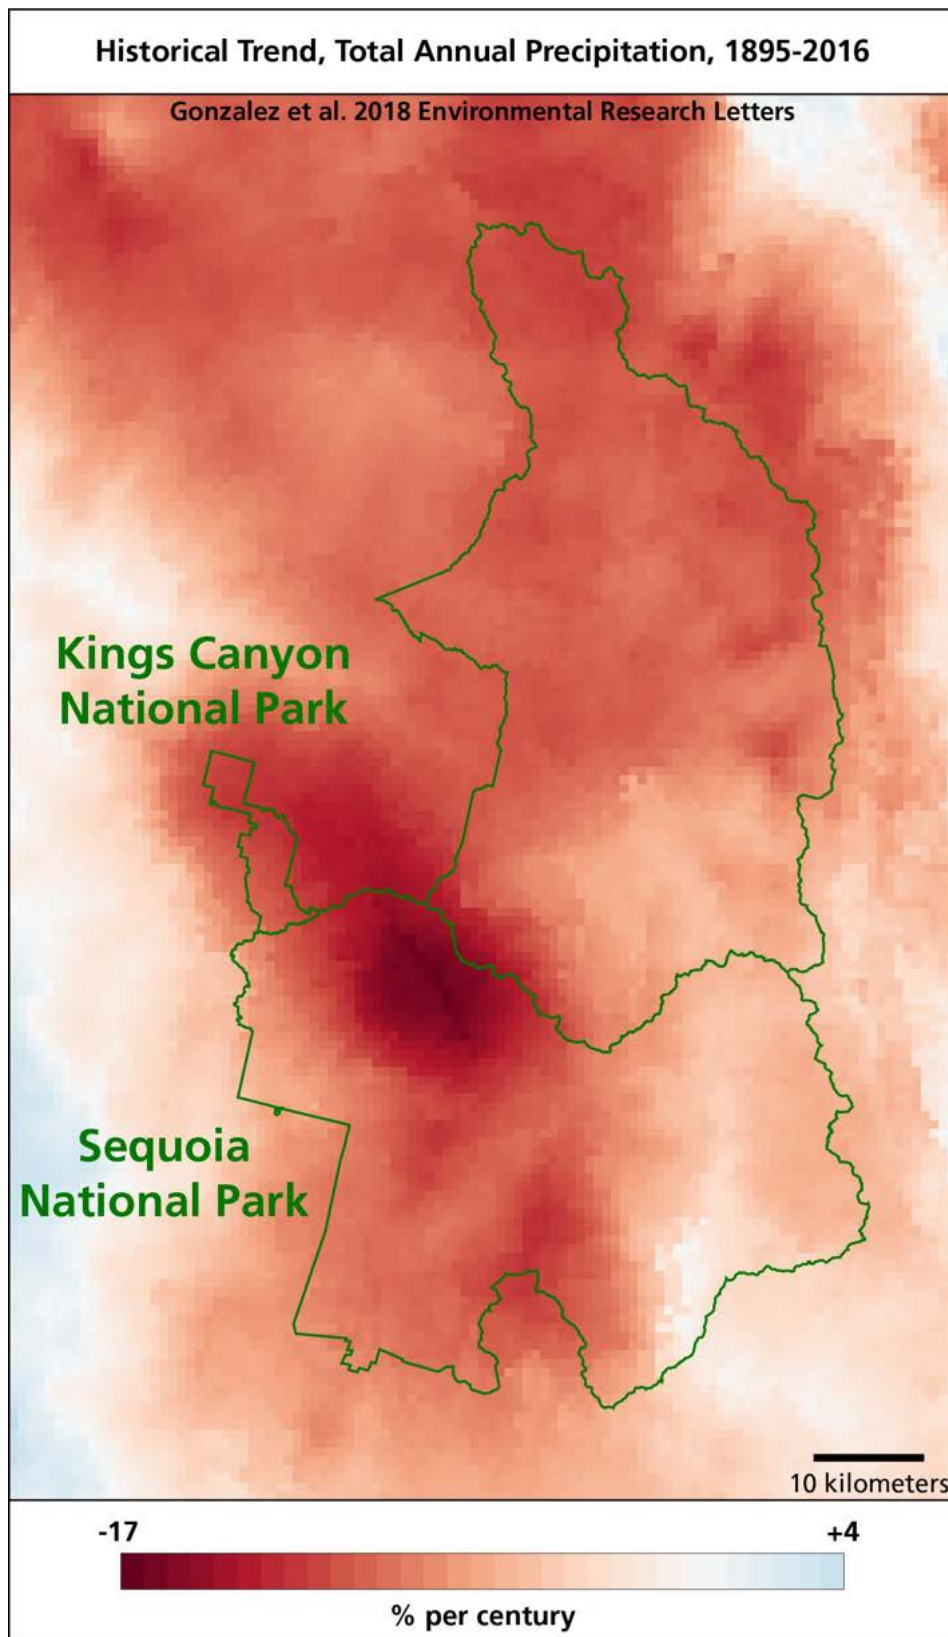 Historical Trend, Total Annual Precipitation, 1895-2016
Gonzalez et al. 2018 Environmental Research Letters
Kings Canyon
National Park
Sequoia
National Park
10 kilometers
-17
+4
% per century